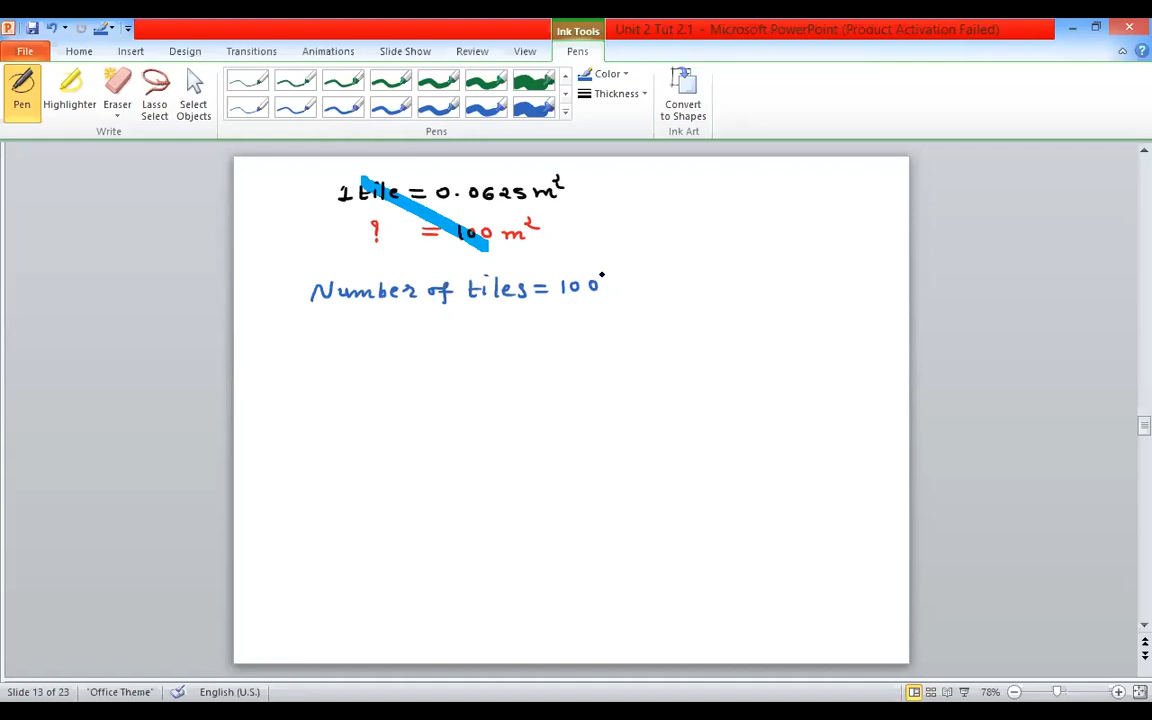 Ink Tools
Unit 2 Tut 2.1 - Microsoft PowerPoint (Product Activation Failed)
File Home Insert Design Transitions Animations Slide Show Review View Pens
Pen Highlighter Eraser Lasso Select Select Objects
Color
Thickness
Convert to Shapes
Write Pens Ink Art
1 tile = 0.0625 m²
? = 100 m²
Number of tiles = 100
Slide 13 of 23 "Office Theme" English (U.S.) 78%